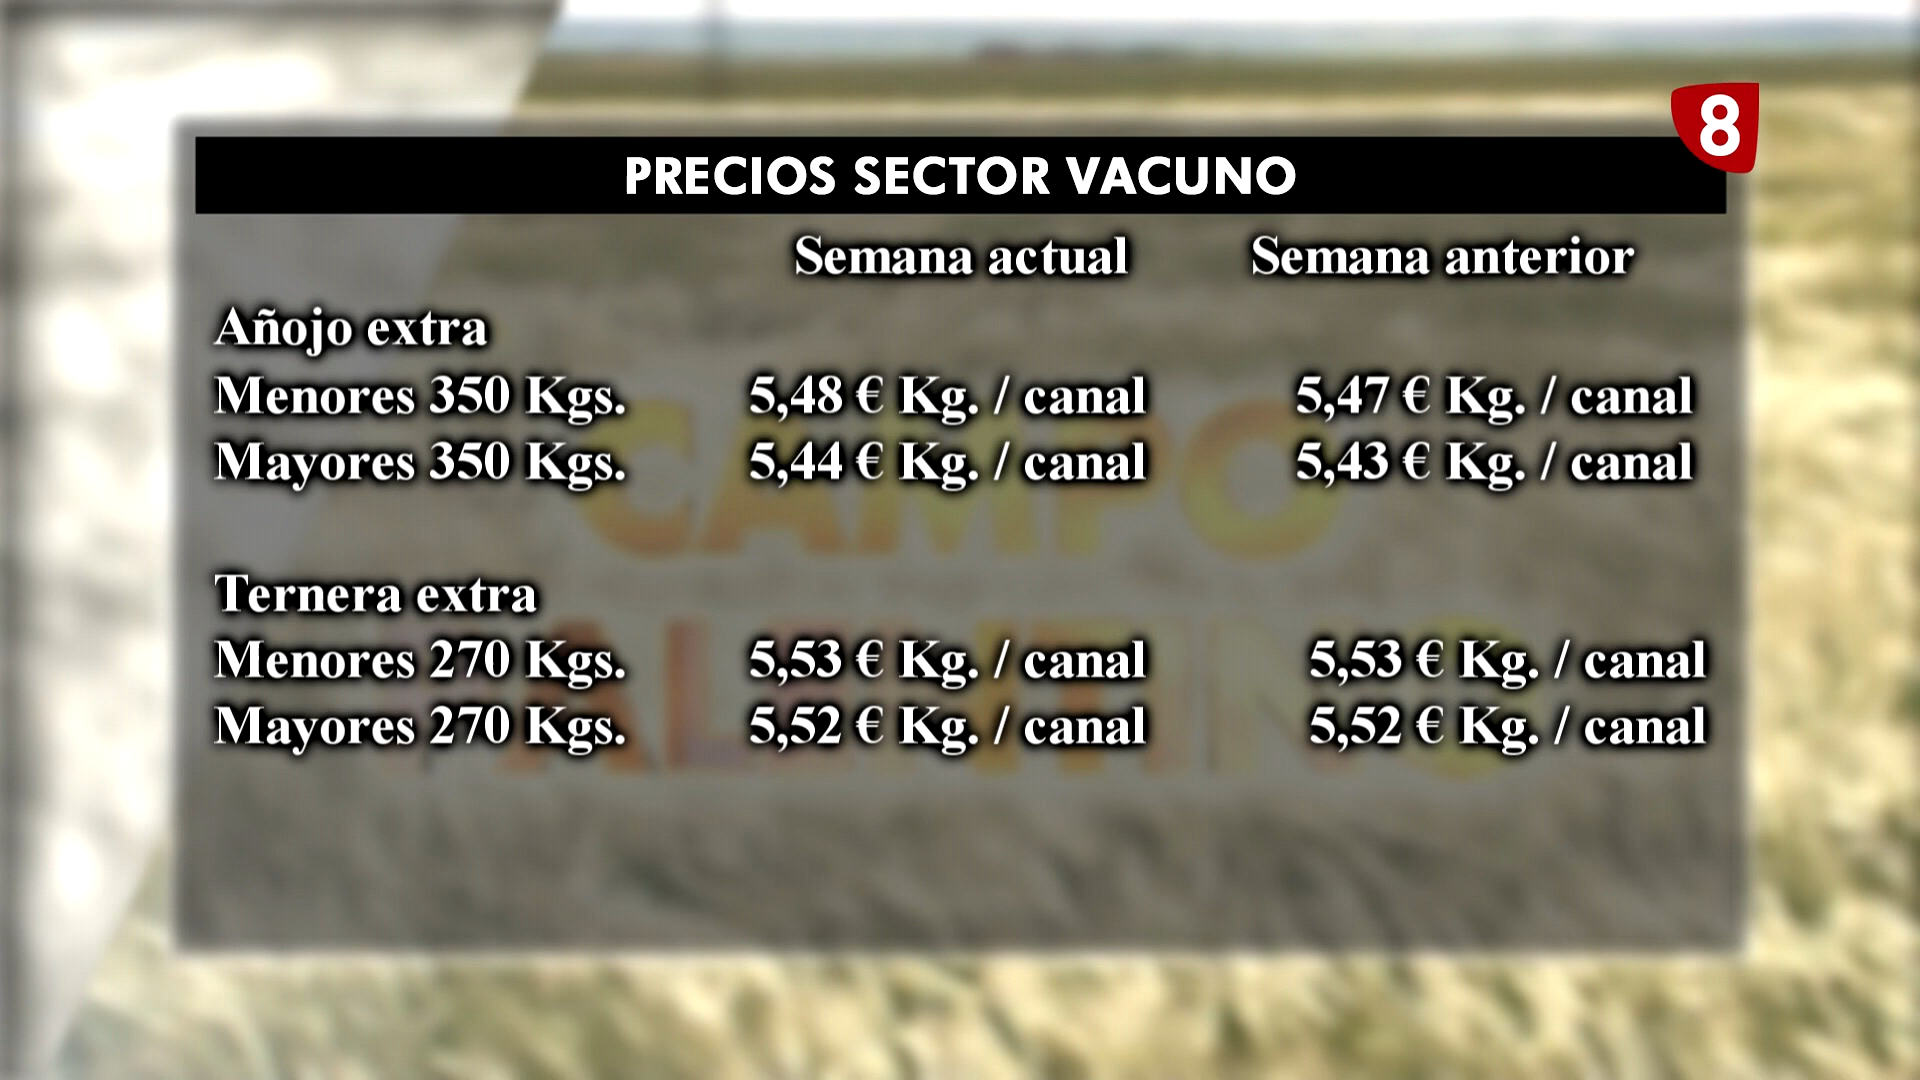 8
PRECIOS SECTOR VACUNO
Semana actual Semana anterior
Añojo extra
Menores 350 Kgs. 5,48 € Kg. / canal 5,47 € Kg. / canal
Mayores 350 Kgs. 5,44 € Kg. / canal 5,43 € Kg. / canal
CAMPO
Ternera extra
Menores 270 Kgs. 5,53 € Kg. / canal 5,53 € Kg. / canal
Mayores 270 Kgs. 5,52 € Kg. / canal 5,52 € Kg. / canal
PALENTINO